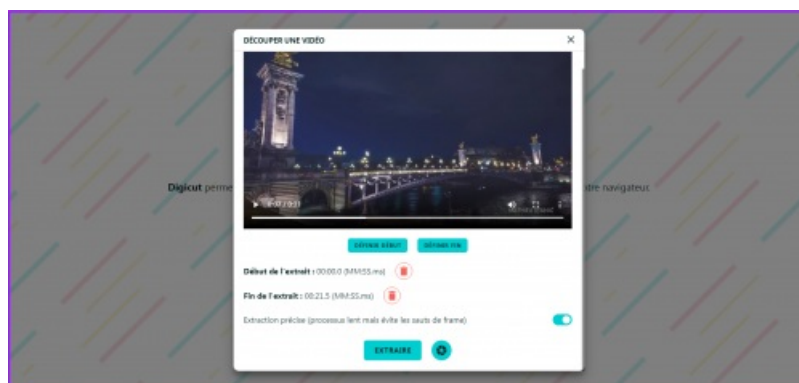 DÉCOUPER UNE VIDÉO
Digicut perme
tre navigateur.
DÉFINIR DÉBUT DÉFINIR FIN
Début de l'extrait : 00:00.0 (MM:SS.ms)
Fin de l'extrait : 00:21.5 (MM:SS.ms)
Extraction précise (processus lent mais évite les sauts de frame)
EXTRAIRE